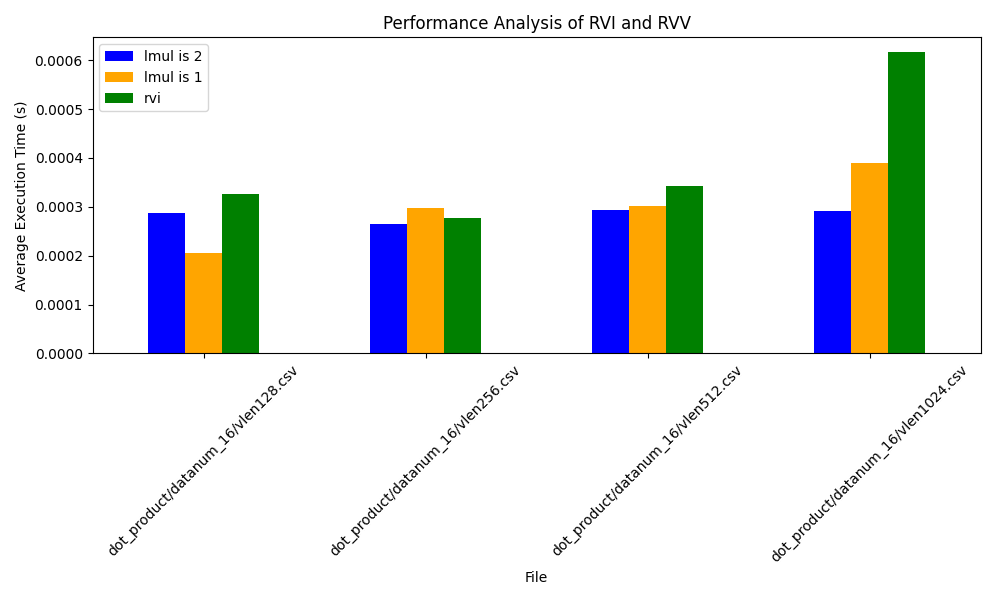 Performance Analysis of RVI and RVV
lmul is 2
lmul is 1
rvi
Average Execution Time (s)
0.0006
0.0005
0.0004
0.0003
0.0002
0.0001
0.0000
dot_product/datanum_16/vlen128.csv
dot_product/datanum_16/vlen256.csv
dot_product/datanum_16/vlen512.csv
dot_product/datanum_16/vlen1024.csv
File